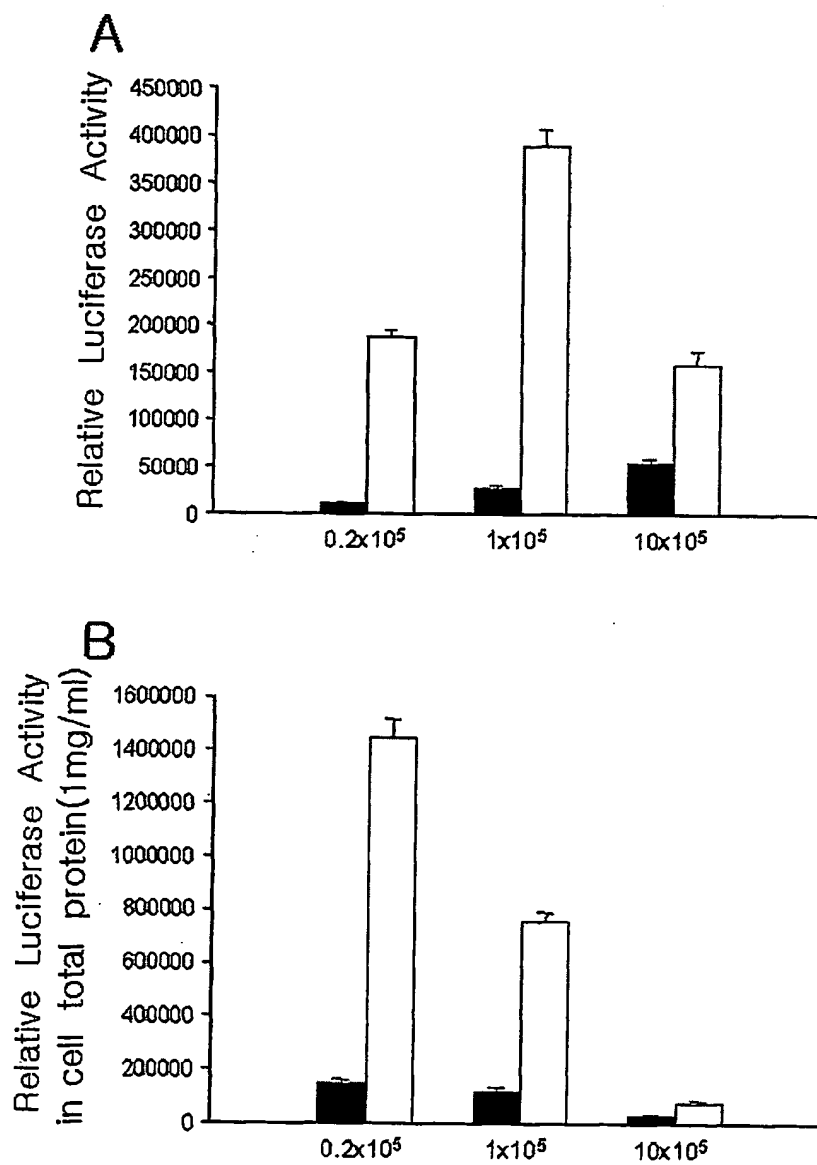 A
Relative Luciferase Activity
450000
400000
350000
300000
250000
200000
150000
100000
50000
0
0.2x10⁵ 1x10⁵ 10x10⁵
B
Relative Luciferase Activity
in cell total protein(1mg/ml)
1600000
1400000
1200000
1000000
800000
600000
400000
200000
0
0.2x10⁵ 1x10⁵ 10x10⁵